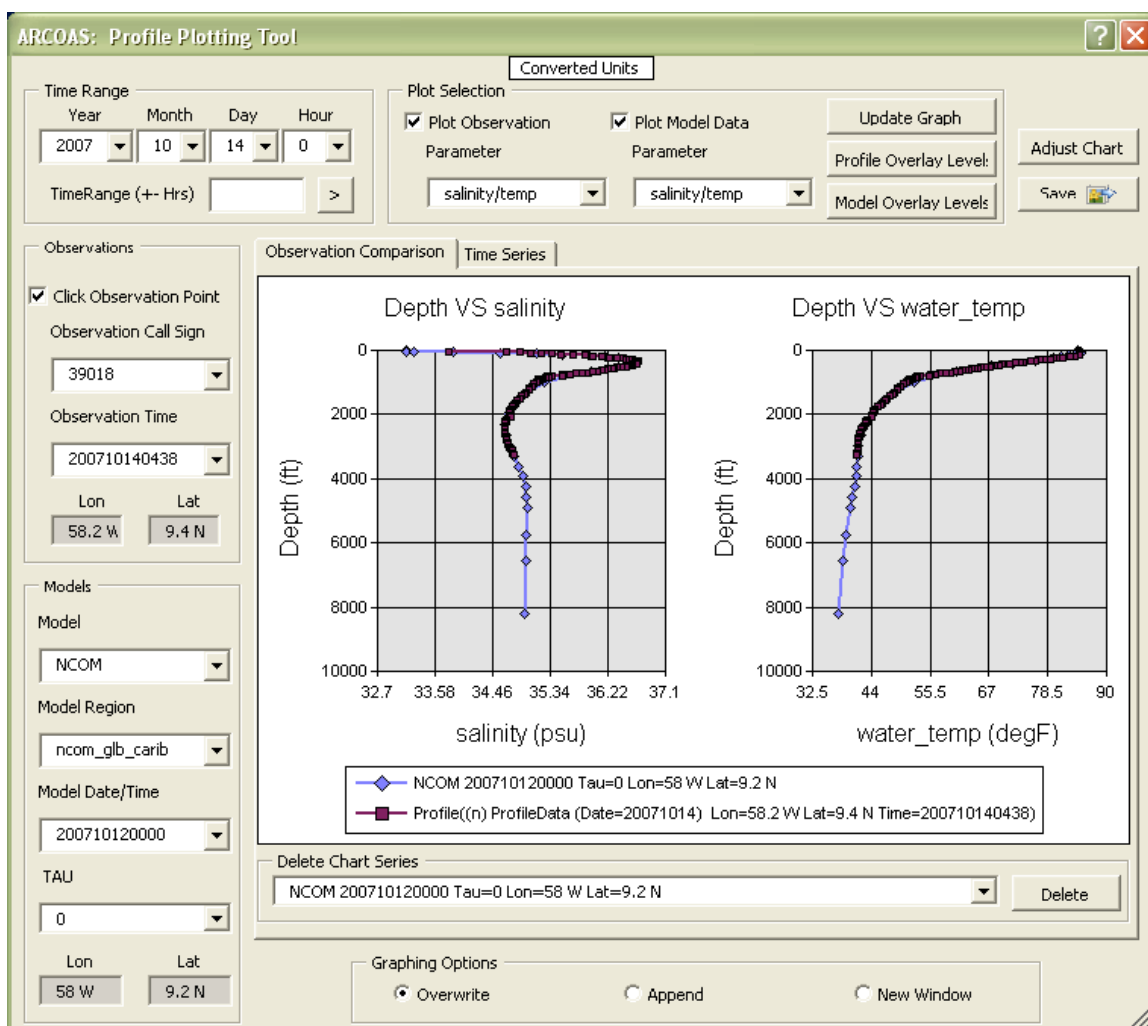 ARCOAS: Profile Plotting Tool
Converted Units
Time Range
Year Month Day Hour
2007 10 14 0
TimeRange (+- Hrs) >
Plot Selection
Plot Observation Plot Model Data
Parameter Parameter
salinity/temp salinity/temp
Update Graph
Profile Overlay Levels
Model Overlay Levels
Adjust Chart
Save
Observations
Click Observation Point
Observation Call Sign
39018
Observation Time
200710140438
Lon Lat
58.2 W 9.4 N
Models
Model
NCOM
Model Region
ncom_glb_carib
Model Date/Time
200710120000
TAU
0
Lon Lat
58 W 9.2 N
Observation Comparison Time Series
Depth VS salinity
0
2000
4000
6000
8000
10000
Depth (ft)
32.7 33.58 34.46 35.34 36.22 37.1
salinity (psu)
Depth VS water_temp
0
2000
4000
6000
8000
10000
Depth (ft)
32.5 44 55.5 67 78.5 90
water_temp (degF)
NCOM 200710120000 Tau=0 Lon=58 W Lat=9.2 N
Profile((n) ProfileData (Date=20071014) Lon=58.2 W Lat=9.4 N Time=200710140438)
Delete Chart Series
NCOM 200710120000 Tau=0 Lon=58 W Lat=9.2 N
Delete
Graphing Options
Overwrite Append New Window